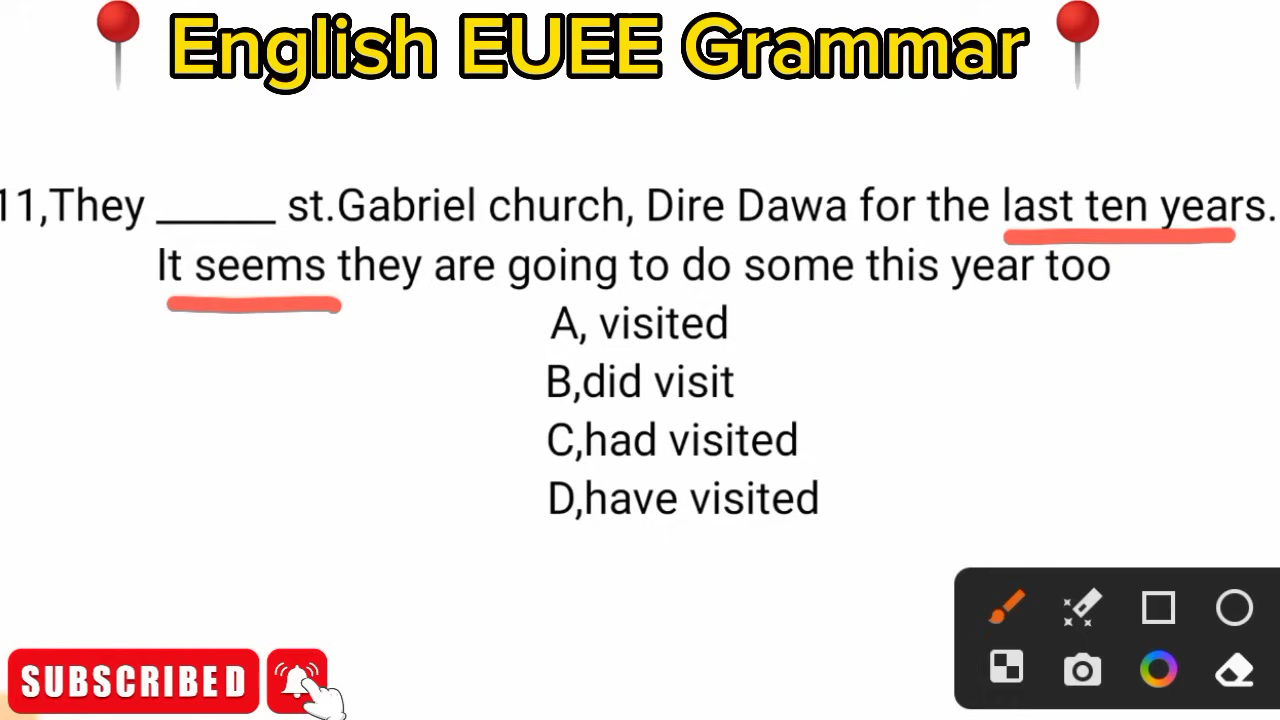 English EUEE Grammar
11,They ______ st.Gabriel church, Dire Dawa for the last ten years.
It seems they are going to do some this year too
A, visited
B,did visit
C,had visited
D,have visited
SUBSCRIBED